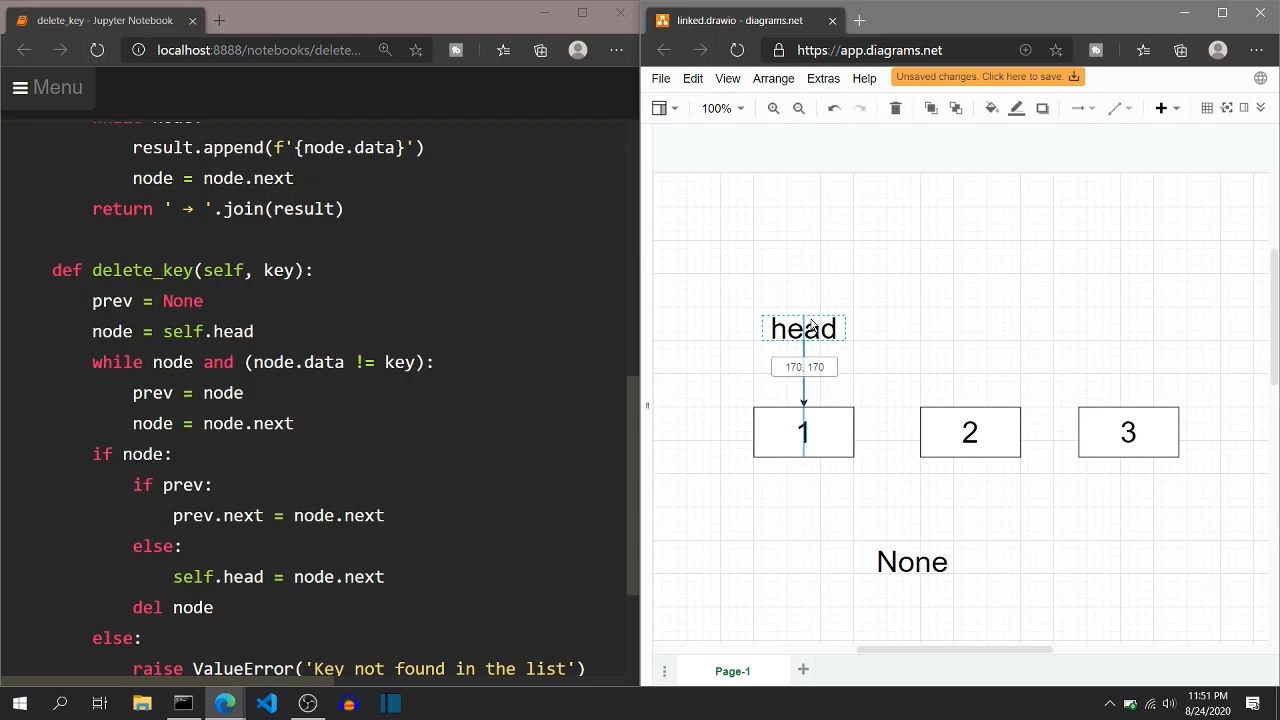 delete_key - Jupyter Notebook
localhost:8888/notebooks/delete...
Menu
while node:
result.append(f'{node.data}')
node = node.next
return ' → '.join(result)
def delete_key(self, key):
prev = None
node = self.head
while node and (node.data != key):
prev = node
node = node.next
if node:
if prev:
prev.next = node.next
else:
self.head = node.next
del node
else:
raise ValueError('Key not found in the list')
linked.drawio - diagrams.net
https://app.diagrams.net
File Edit View Arrange Extras Help
Unsaved changes. Click here to save.
100%
head
170, 170
1 2 3
None
Page-1
11:51 PM
8/24/2020